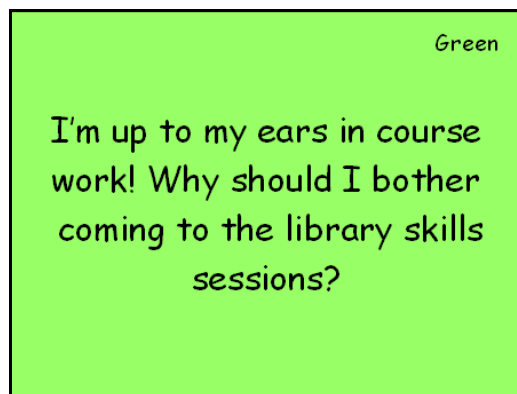 Green
I'm up to my ears in course
work! Why should I bother
coming to the library skills
sessions?